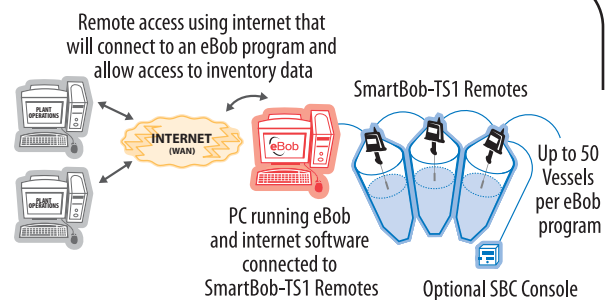 Remote access using internet that
will connect to an eBob program and
allow access to inventory data
SmartBob-TS1 Remotes
PLANT
OPERATIONS
INTERNET
(WAN)
eBob
Up to 50
Vessels
per eBob
program
PLANT
OPERATIONS
PC running eBob
and internet software
connected to
SmartBob-TS1 Remotes
Optional SBC Console